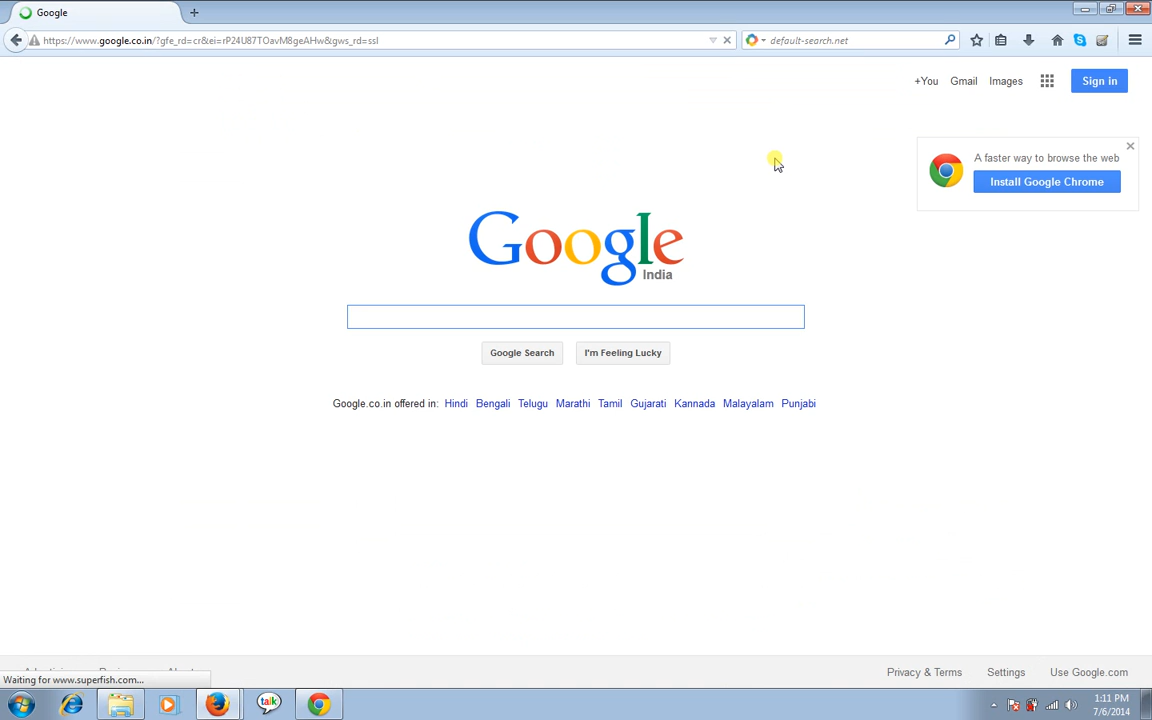 Google
https://www.google.co.in/?gfe_rd=cr&ei=rP24U87TOavM8geAHw&gws_rd=ssl
default-search.net
+You Gmail Images Sign in
A faster way to browse the web
Install Google Chrome
Google
India
Google Search I'm Feeling Lucky
Google.co.in offered in: Hindi Bengali Telugu Marathi Tamil Gujarati Kannada Malayalam Punjabi
Privacy & Terms Settings Use Google.com
Waiting for www.superfish.com...
talk
1:11 PM
7/6/2014